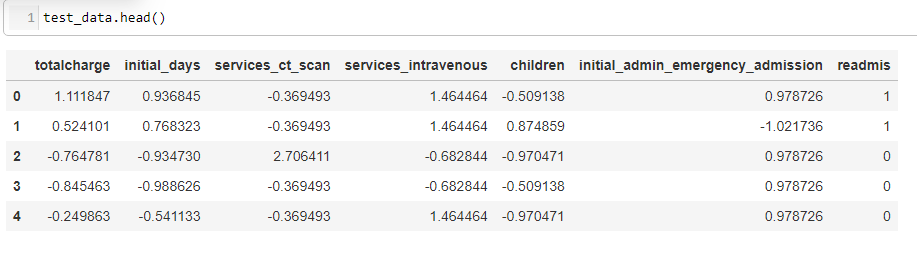 1 test_data.head()
totalcharge initial_days services_ct_scan services_intravenous children initial_admin_emergency_admission readmis
0 1.111847 0.936845 -0.369493 1.464464 -0.509138 0.978726 1
1 0.524101 0.768323 -0.369493 1.464464 0.874859 -1.021736 1
2 -0.764781 -0.934730 2.706411 -0.682844 -0.970471 0.978726 0
3 -0.845463 -0.988626 -0.369493 -0.682844 -0.509138 0.978726 0
4 -0.249863 -0.541133 -0.369493 1.464464 -0.970471 0.978726 0